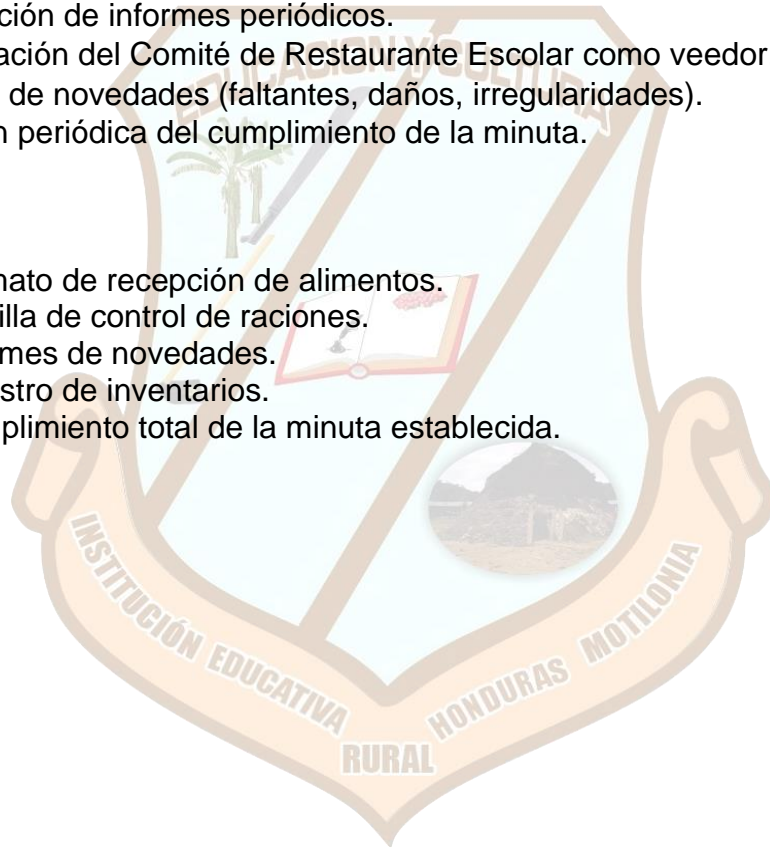 ción de informes periódicos.
ación del Comité de Restaurante Escolar como veedor
de novedades (faltantes, daños, irregularidades).
n periódica del cumplimiento de la minuta.
nato de recepción de alimentos.
illa de control de raciones.
mes de novedades.
stro de inventarios.
plimiento total de la minuta establecida.
EDUCACION Y CULTURA
INSTITUCIÓN EDUCATIVA
RURAL
HONDURAS MOTILONIA